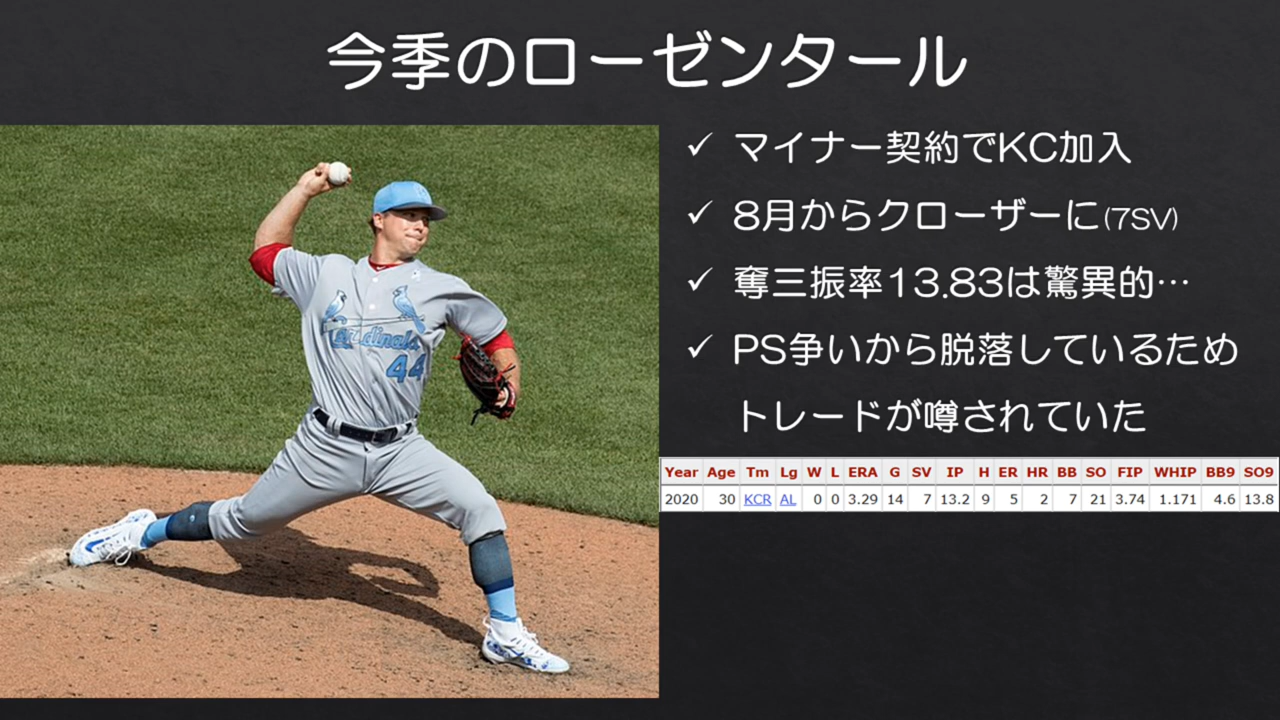 今季のローゼンタール
マイナー契約でKC加入
8月からクローザーに(7SV)
奪三振率13.83は驚異的…
PS争いから脱落しているため
トレードが噂されていた
Cardinals
44
Year Age Tm Lg W L ERA G SV IP H ER HR BB SO FIP WHIP BB9 SO9
2020 30 KCR AL 0 0 3.29 14 7 13.2 9 5 2 7 21 3.74 1.171 4.6 13.8